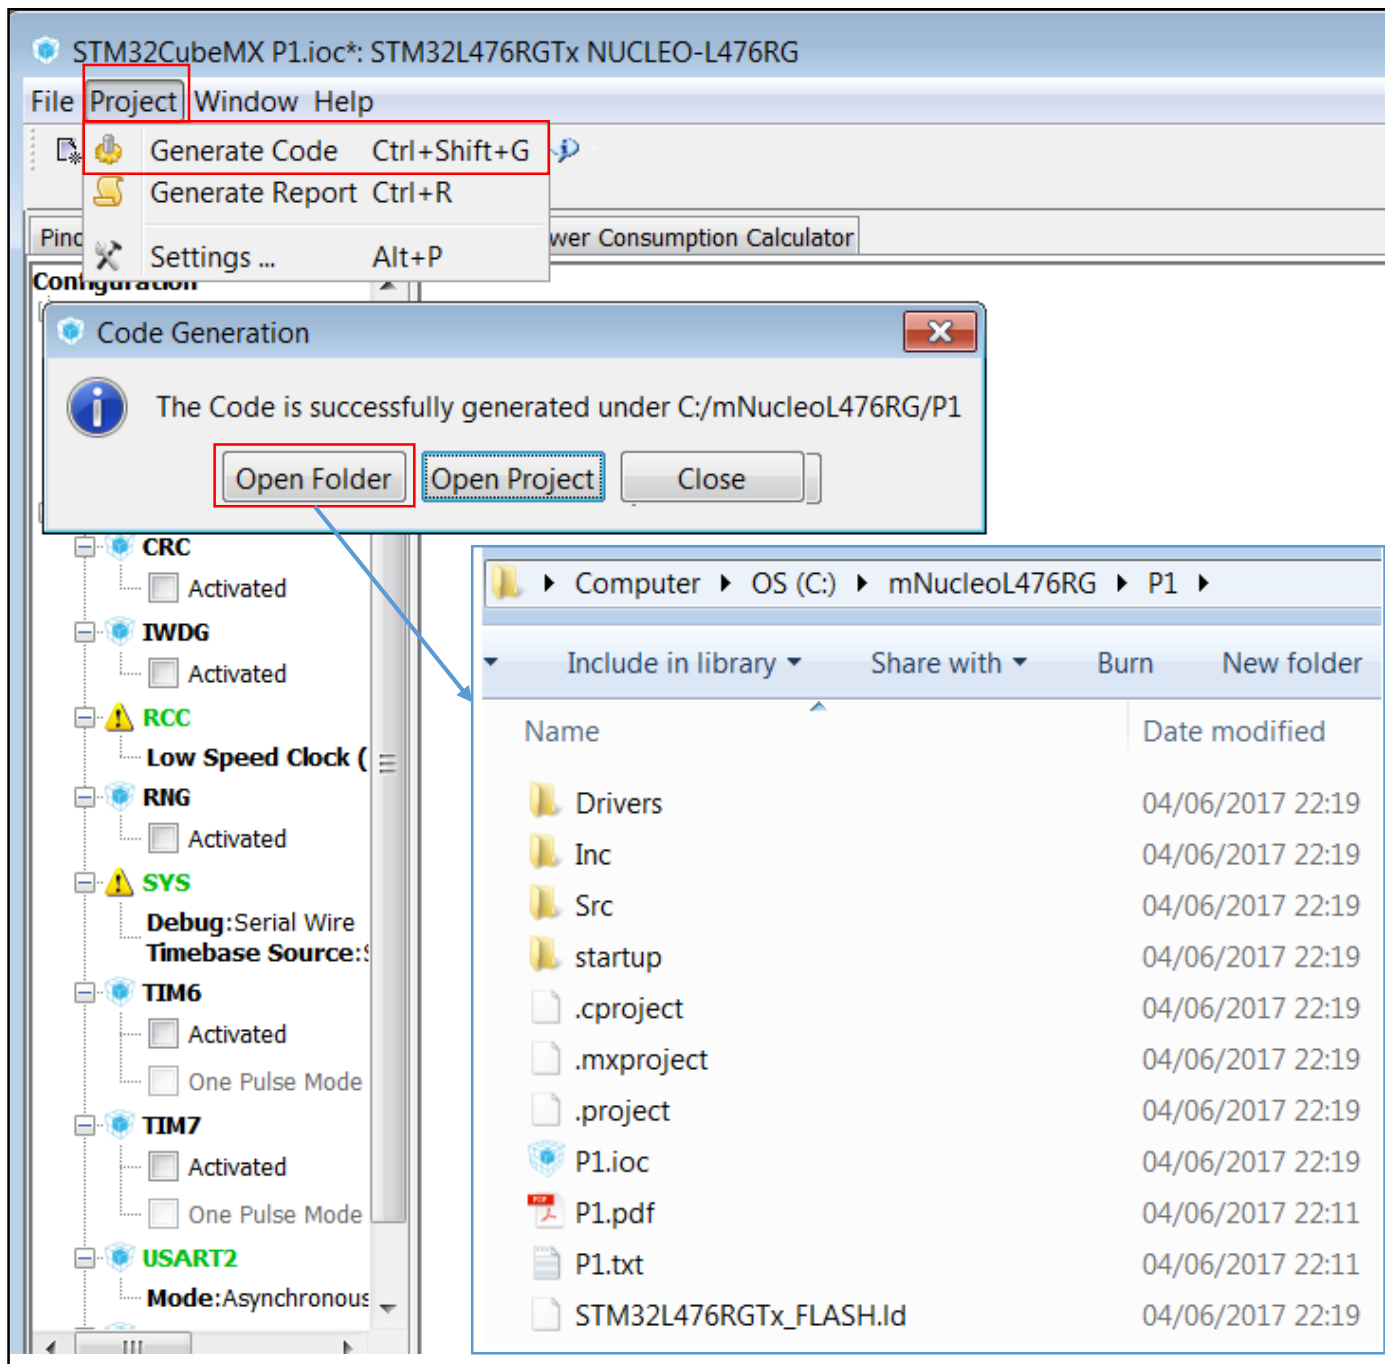 STM32CubeMX P1.ioc*: STM32L476RGTx NUCLEO-L476RG
File Project Window Help
Generate Code Ctrl+Shift+G
Generate Report Ctrl+R
Settings ... Alt+P
Consumption Calculator
Configuration
Code Generation
The Code is successfully generated under C:/mNucleoL476RG/P1
Open Folder Open Project Close
CRC
Activated
IWDG
Activated
RCC
Low Speed Clock (
RNG
Activated
SYS
Debug:Serial Wire
Timebase Source:
TIM6
Activated
One Pulse Mode
TIM7
Activated
One Pulse Mode
USART2
Mode:Asynchronous
Computer OS (C:) mNucleoL476RG P1
Include in library Share with Burn New folder
Name Date modified
Drivers 04/06/2017 22:19
Inc 04/06/2017 22:19
Src 04/06/2017 22:19
startup 04/06/2017 22:19
.cproject 04/06/2017 22:19
.mxproject 04/06/2017 22:19
.project 04/06/2017 22:19
P1.ioc 04/06/2017 22:19
P1.pdf 04/06/2017 22:11
P1.txt 04/06/2017 22:11
STM32L476RGTx_FLASH.ld 04/06/2017 22:19